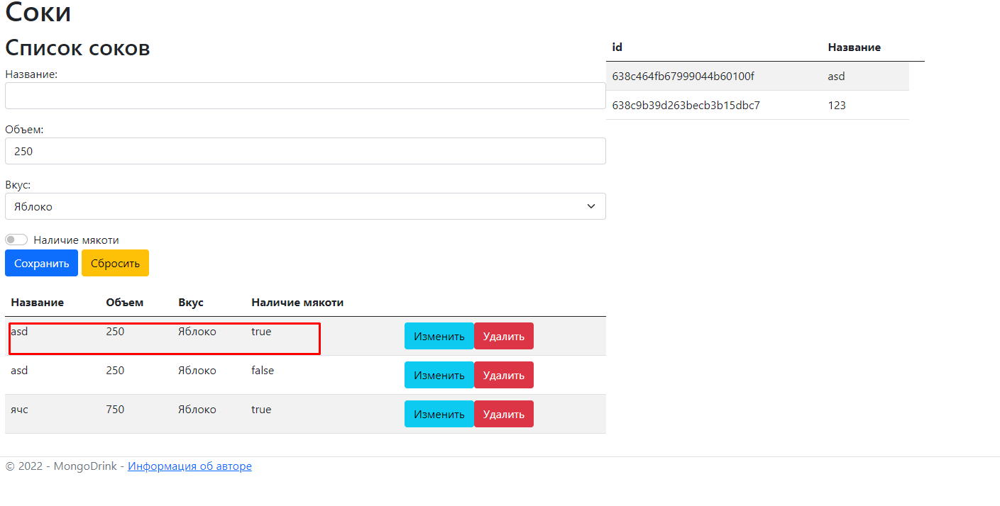 Соки
Список соков
Название:
Объем:
250
Вкус:
Яблоко
Наличие мякоти
Сохранить Сбросить
Название Объем Вкус Наличие мякоти
asd 250 Яблоко true Изменить Удалить
asd 250 Яблоко false Изменить Удалить
ячс 750 Яблоко true Изменить Удалить
id Название
638c464fb67999044b60100f asd
638c9b39d263becb3b15dbc7 123
© 2022 - MongoDrink - Информация об авторе